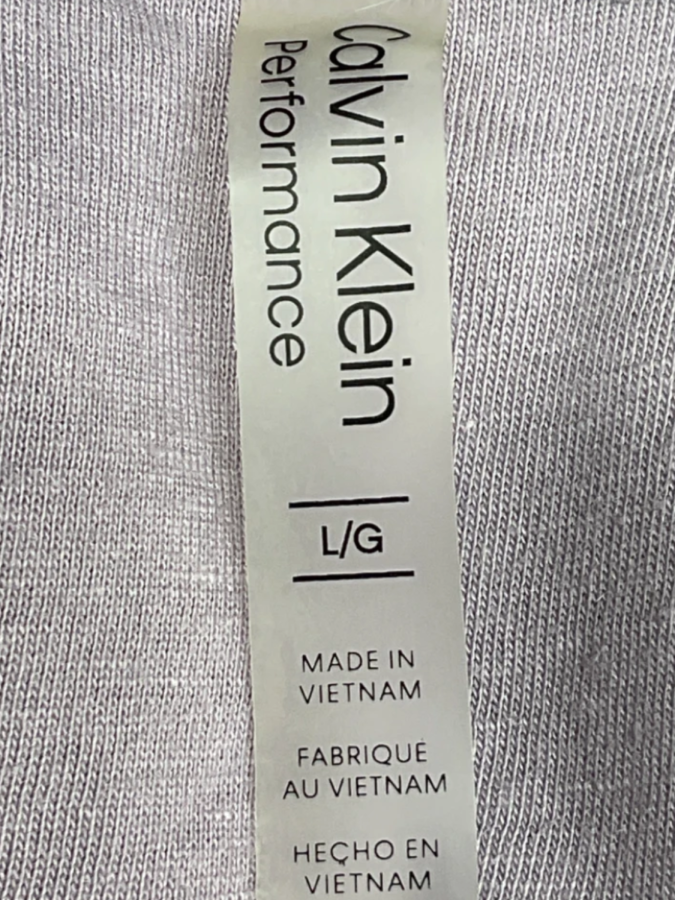 Calvin Klein
Performance
L/G
MADE IN
VIETNAM
FABRIQUÉ
AU VIETNAM
HEÇHO EN
VIETNAM